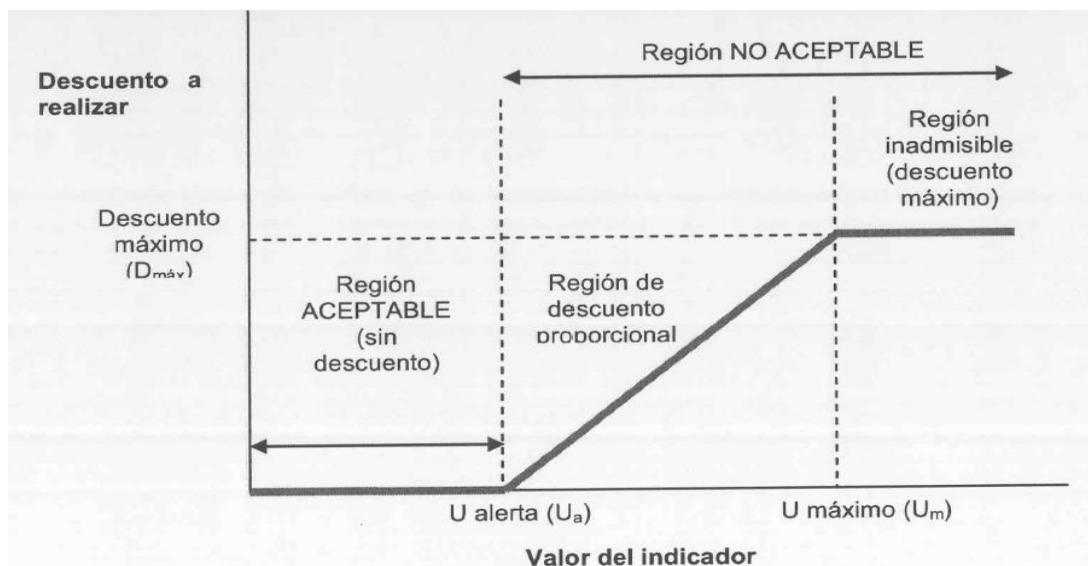 Región NO ACEPTABLE
Descuento a
realizar
Región
inadmisible
(descuento
máximo)
Descuento
máximo
(Dmáx)
Región
ACEPTABLE
(sin
descuento)
Región de
descuento
proporcional
U alerta (Ua)
U máximo (Um)
Valor del indicador